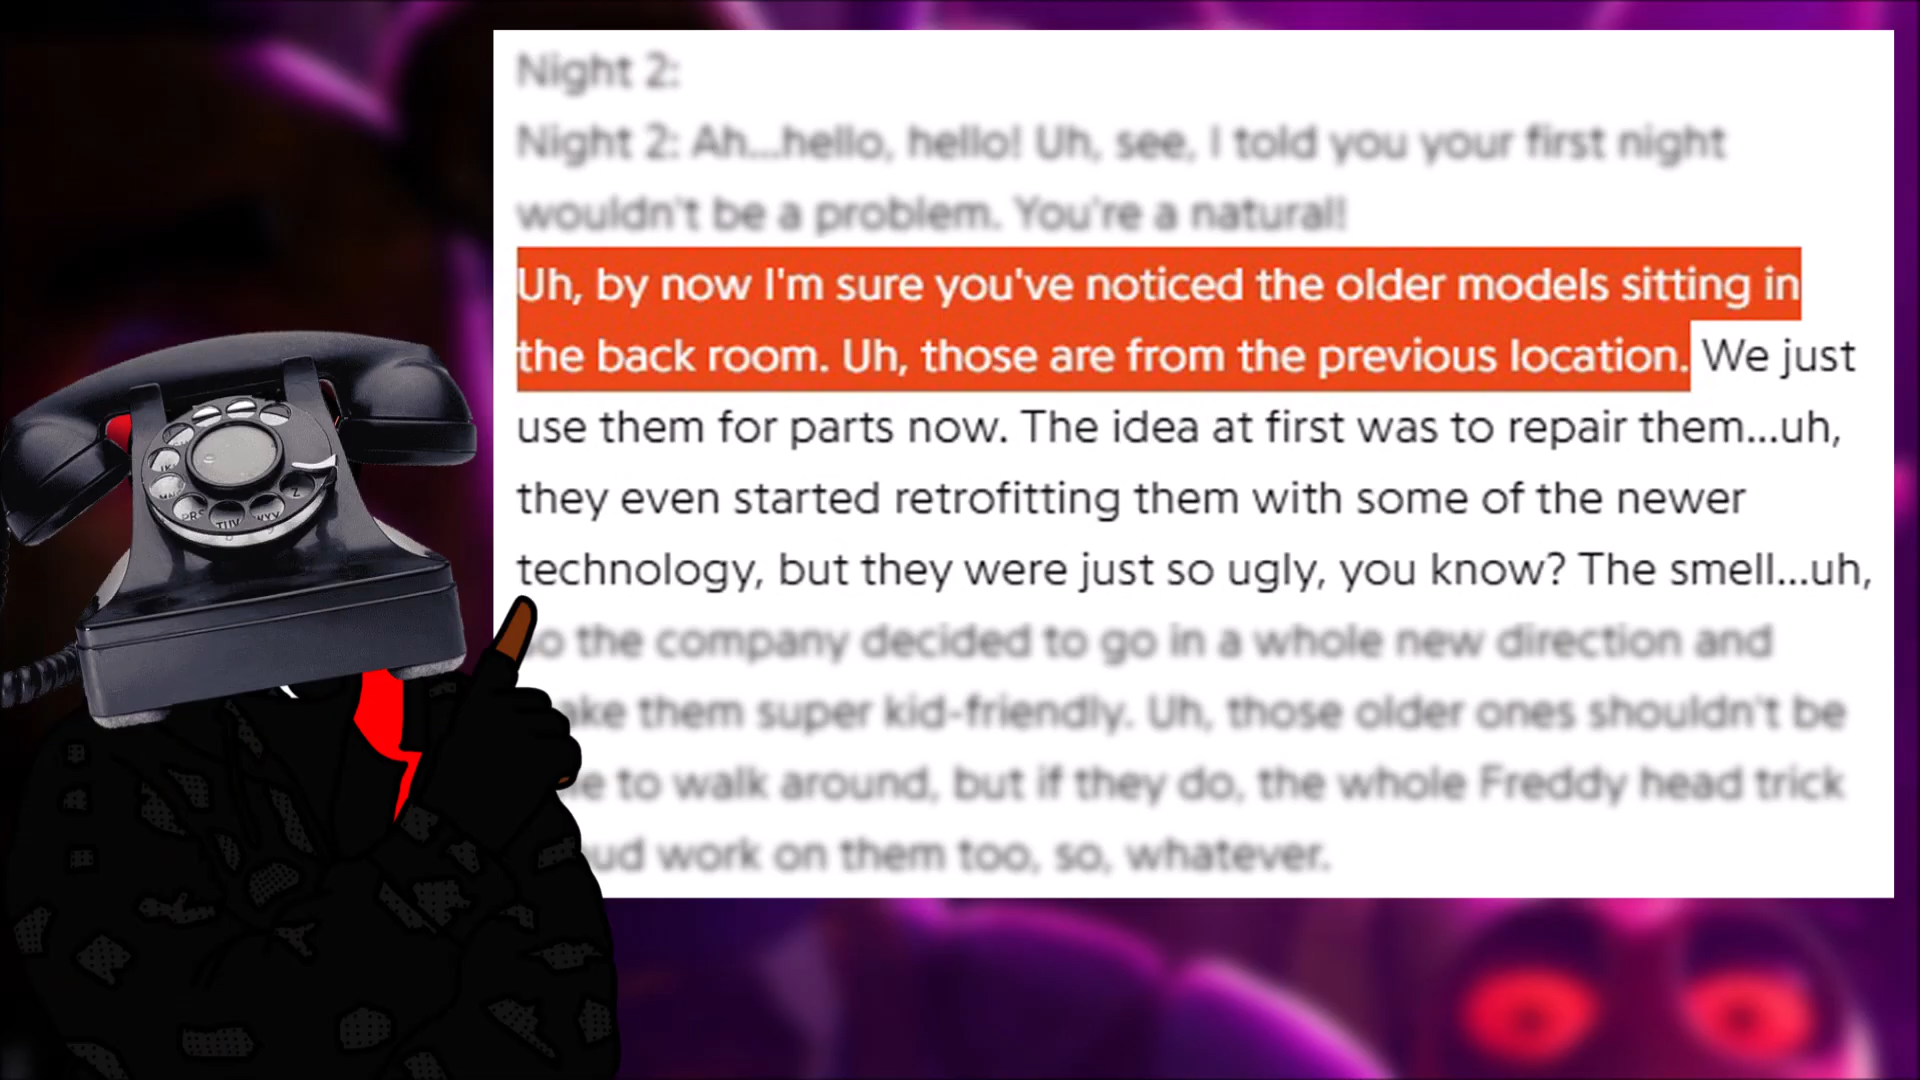 Night 2:
Night 2: Ah...hello, hello! Uh, see, I told you your first night
wouldn't be a problem. You're a natural!
Uh, by now I'm sure you've noticed the older models sitting in
the back room. Uh, those are from the previous location. We just
use them for parts now. The idea at first was to repair them...uh,
they even started retrofitting them with some of the newer
technology, but they were just so ugly, you know? The smell...uh,
the company decided to go in a whole new direction and
them super kid-friendly. Uh, those older ones shouldn't be
to walk around, but if they do, the whole Freddy head trick
work on them too, so, whatever.